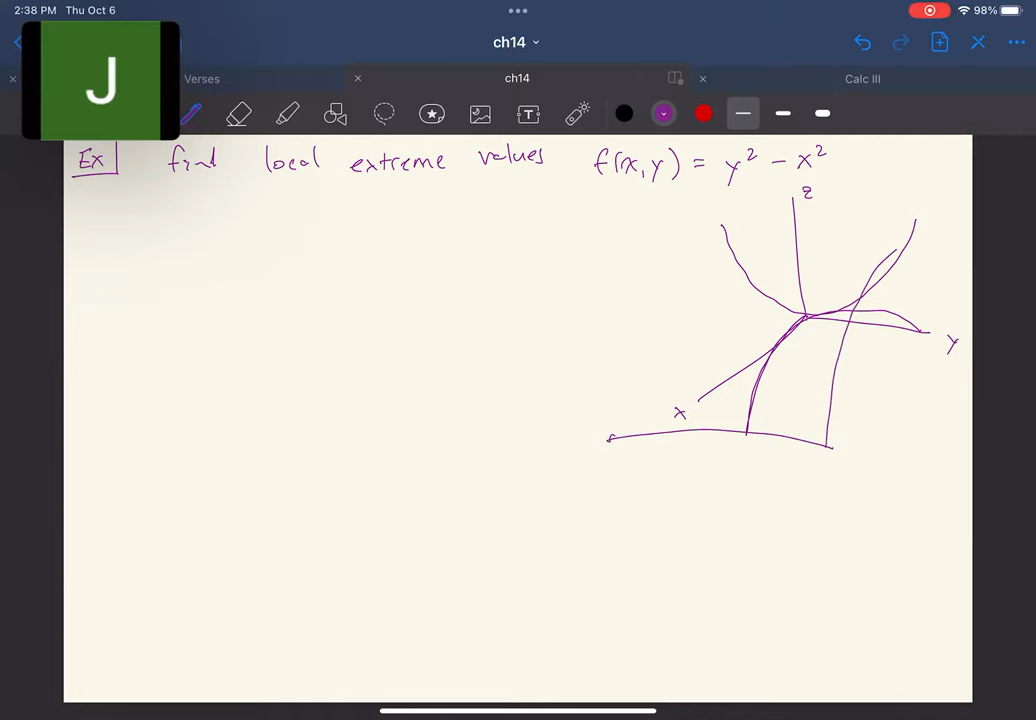 2:38 PM Thu Oct 6
98%
ch14
J
Verses
ch14
Calc III
T
Ex find local extreme values f(x,y) = y² - x²
z
y
x